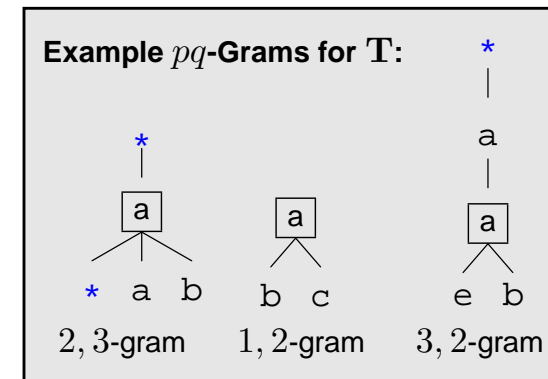 Example pq-Grams for T:
*
*
a
a
a
a
* a b
b c
e b
2, 3-gram
1, 2-gram
3, 2-gram